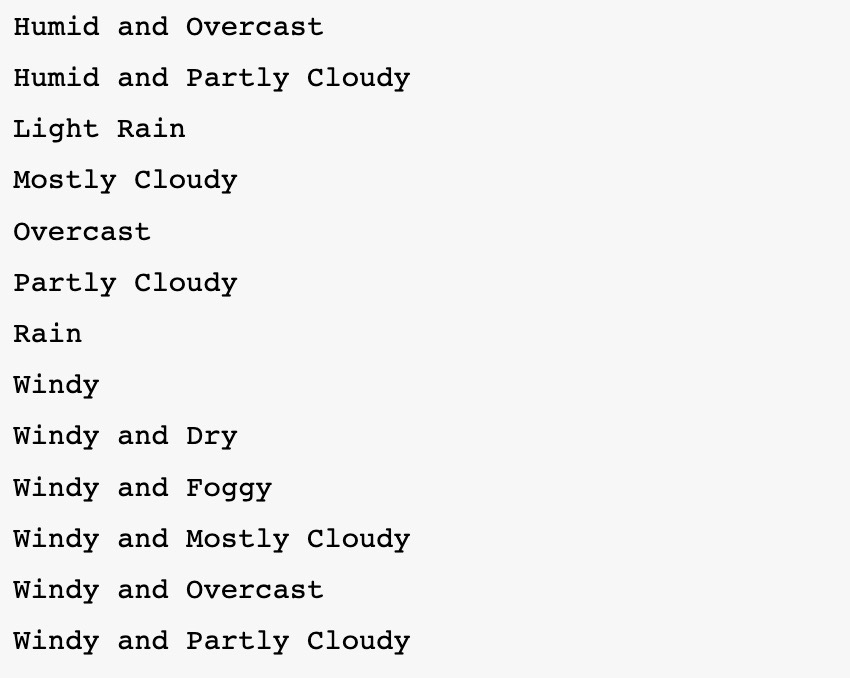 Humid and Overcast
Humid and Partly Cloudy
Light Rain
Mostly Cloudy
Overcast
Partly Cloudy
Rain
Windy
Windy and Dry
Windy and Foggy
Windy and Mostly Cloudy
Windy and Overcast
Windy and Partly Cloudy